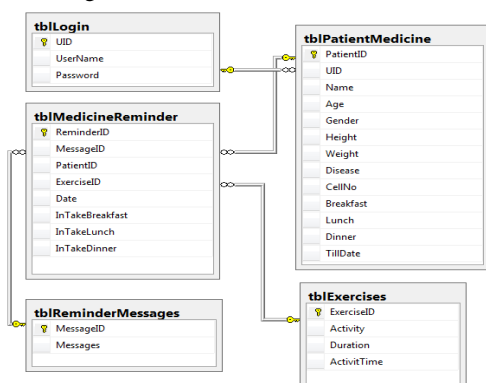 tblLogin
UID
UserName
Password
tblMedicineReminder
ReminderID
MessageID
PatientID
ExerciseID
Date
InTakeBreakfast
InTakeLunch
InTakeDinner
tblReminderMessages
MessageID
Messages
tblPatientMedicine
PatientID
UID
Name
Age
Gender
Height
Weight
Disease
CellNo
Breakfast
Lunch
Dinner
TillDate
tblExercises
ExerciseID
Activity
Duration
ActivitTime